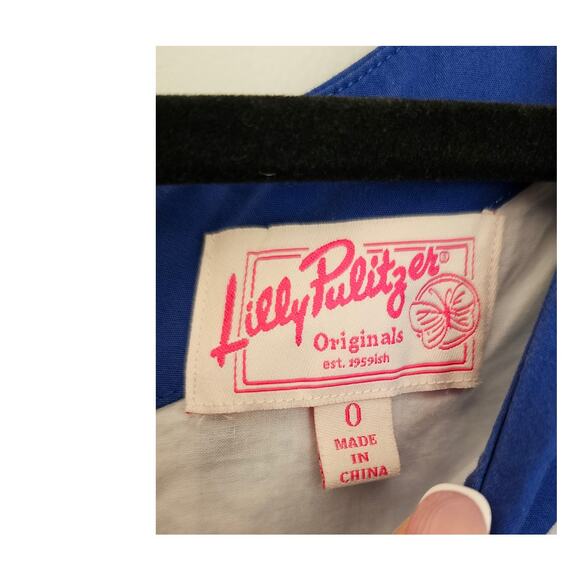 Lilly Pulitzer®
Originals
est. 1959ish
0
MADE
IN
CHINA